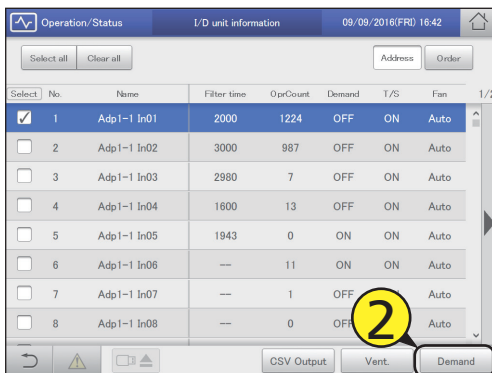 Operation/Status I/D unit information 09/09/2016(FRI) 16:42
Select all Clear all Address Order
Select No. Name Filter time OprCount Demand T/S Fan 1/2
1 Adp1-1 In01 2000 1224 OFF ON Auto
2 Adp1-1 In02 3000 987 OFF ON Auto
3 Adp1-1 In03 2980 7 OFF ON Auto
4 Adp1-1 In04 1600 13 OFF ON Auto
5 Adp1-1 In05 1943 0 ON ON Auto
6 Adp1-1 In06 -- 11 ON ON Auto
7 Adp1-1 In07 -- 1 OFF Auto
8 Adp1-1 In08 -- 0 Auto
2
CSV Output Vent. Demand